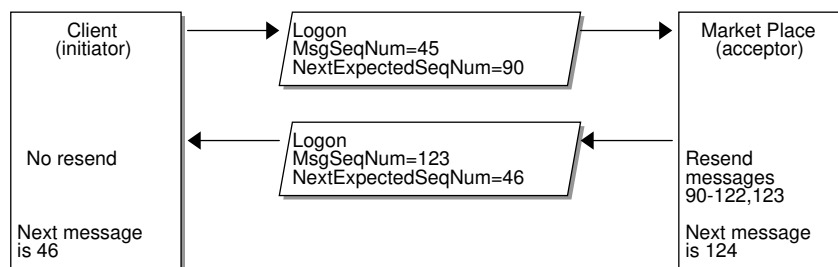 Client
(initiator)
Logon
MsgSeqNum=45
NextExpectedSeqNum=90
Market Place
(acceptor)
No resend
Logon
MsgSeqNum=123
NextExpectedSeqNum=46
Resend
messages
90-122,123
Next message
is 46
Next message
is 124